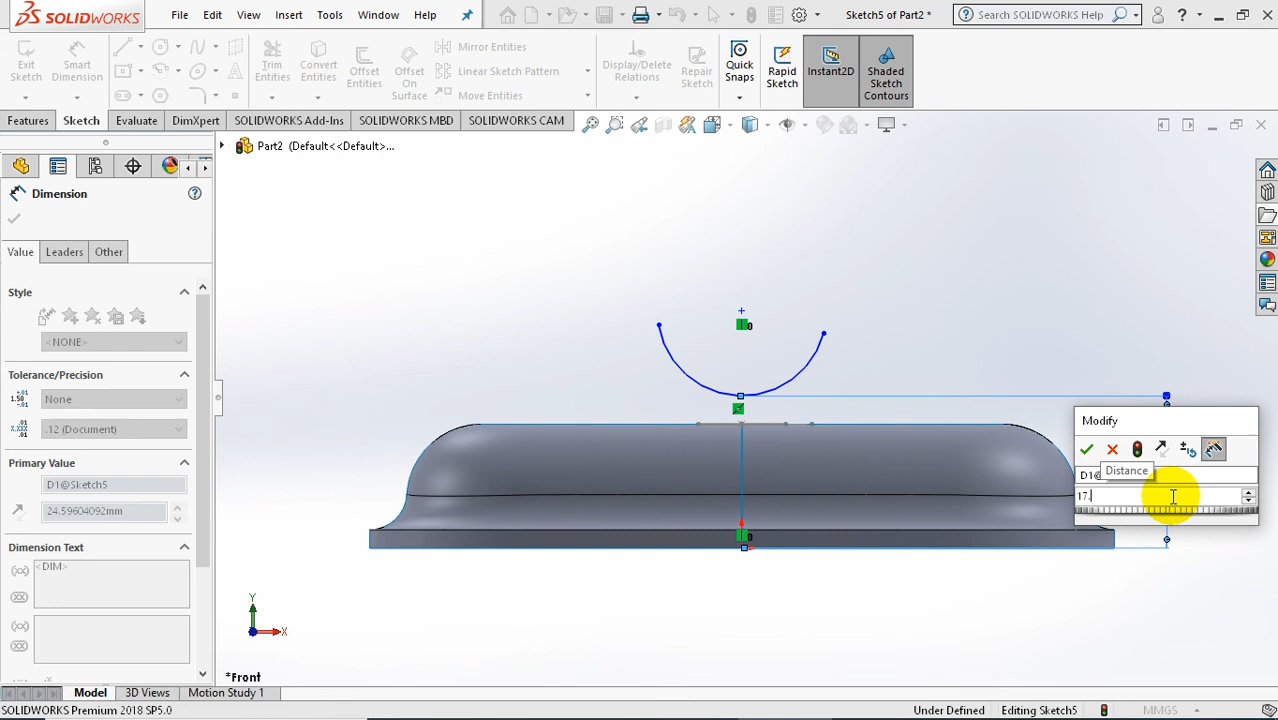 SOLIDWORKS
File Edit View Insert Tools Window Help
Sketch5 of Part2 *
Search SOLIDWORKS Help
?
Exit Sketch
Smart Dimension
Trim Entities
Convert Entities
Offset Entities
Offset On Surface
Mirror Entities
Linear Sketch Pattern
Move Entities
Display/Delete Relations
Repair Sketch
Quick Snaps
Rapid Sketch
Instant2D
Shaded Sketch Contours
Features Sketch Evaluate DimXpert SOLIDWORKS Add-Ins SOLIDWORKS MBD SOLIDWORKS CAM
Part2 (Default<<Default>...
Dimension
Value Leaders Other
Style
<NONE>
Tolerance/Precision
None
.12 (Document)
Primary Value
D1@Sketch5
24.59604092mm
Dimension Text
<DIM>
0
0
Modify
Distance
D1@
17.
Y
X
*Front
Model 3D Views Motion Study 1
SOLIDWORKS Premium 2018 SP5.0
Under Defined
Editing Sketch5
MMGS